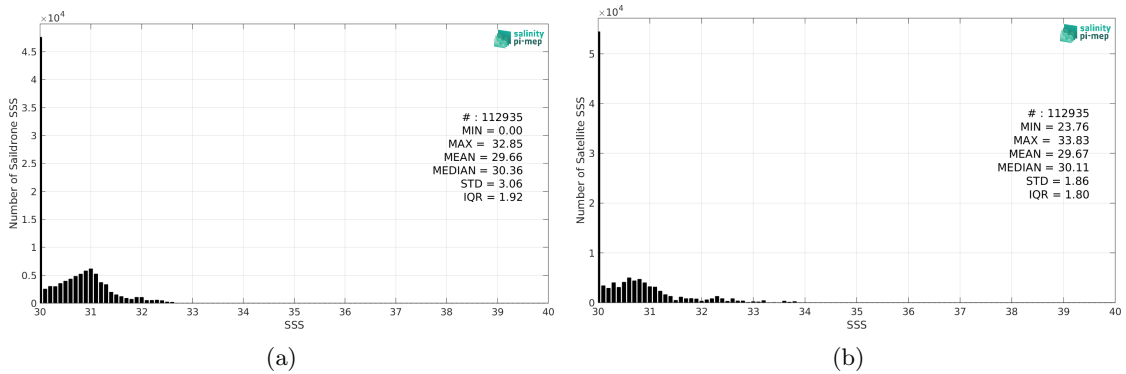 ×10⁴
salinity
pi-mep
4.5
4
3.5
3
2.5
2
1.5
1
0.5
0
Number of Saildrone SSS
# : 112935
MIN = 0.00
MAX = 32.85
MEAN = 29.66
MEDIAN = 30.36
STD = 3.06
IQR = 1.92
30 31 32 33 34 35 36 37 38 39 40
SSS
(a)
×10⁴
salinity
pi-mep
5
4
3
2
1
0
Number of Satellite SSS
# : 112935
MIN = 23.76
MAX = 33.83
MEAN = 29.67
MEDIAN = 30.11
STD = 1.86
IQR = 1.80
30 31 32 33 34 35 36 37 38 39 40
SSS
(b)